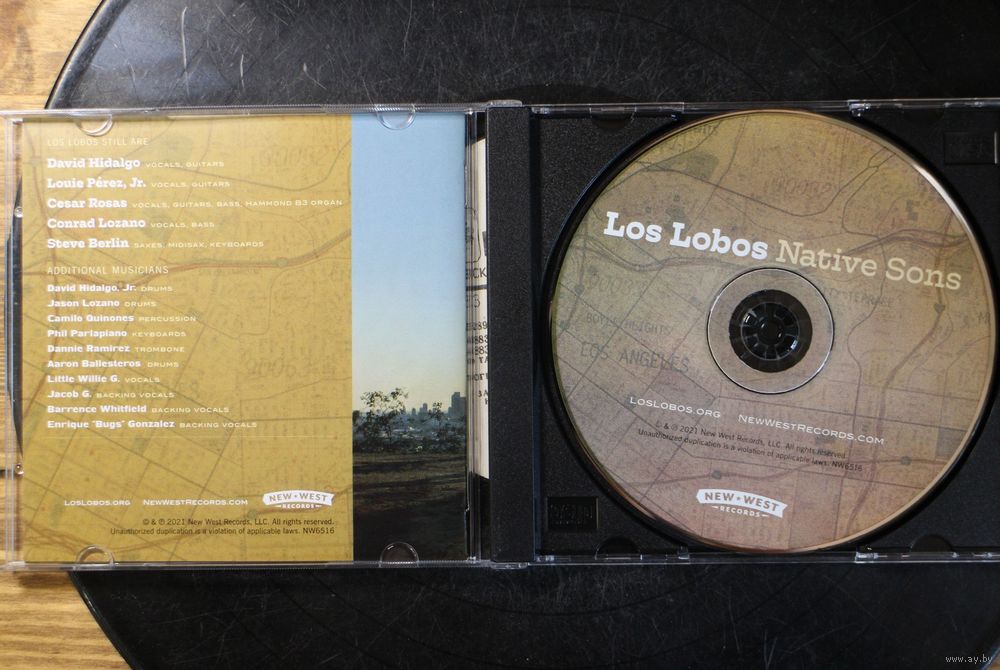 LOS LOBOS STILL ARE
David Hidalgo VOCALS, GUITARS
Louie Pérez, Jr. VOCALS, GUITARS
Cesar Rosas VOCALS, GUITARS, BASS, HAMMOND B3 ORGAN
Conrad Lozano VOCALS, BASS
Steve Berlin SAXES, MIDISAX, KEYBOARDS
ADDITIONAL MUSICIANS
David Hidalgo, Jr. DRUMS
Jason Lozano DRUMS
Camilo Quinones PERCUSSION
Phil Parlapiano KEYBOARDS
Dannie Ramirez TROMBONE
Aaron Ballesteros DRUMS
Little Willie G. VOCALS
Jacob G. BACKING VOCALS
Barrence Whitfield BACKING VOCALS
Enrique "Bugs" Gonzalez BACKING VOCALS
LOSLOBOS.ORG NEWWESTRECORDS.COM
NEW WEST
RECORDS
© & ℗ 2021 New West Records, LLC. All rights reserved.
Unauthorized duplication is a violation of applicable laws. NW6516
Los Lobos Native Sons
BOYLE HEIGHTS
LOS ANGELES
LOSLOBOS.ORG NEWWESTRECORDS.COM
© & ℗ 2021 New West Records, LLC. All rights reserved.
Unauthorized duplication is a violation of applicable laws. NW6516
NEW WEST
RECORDS
www.ay.by